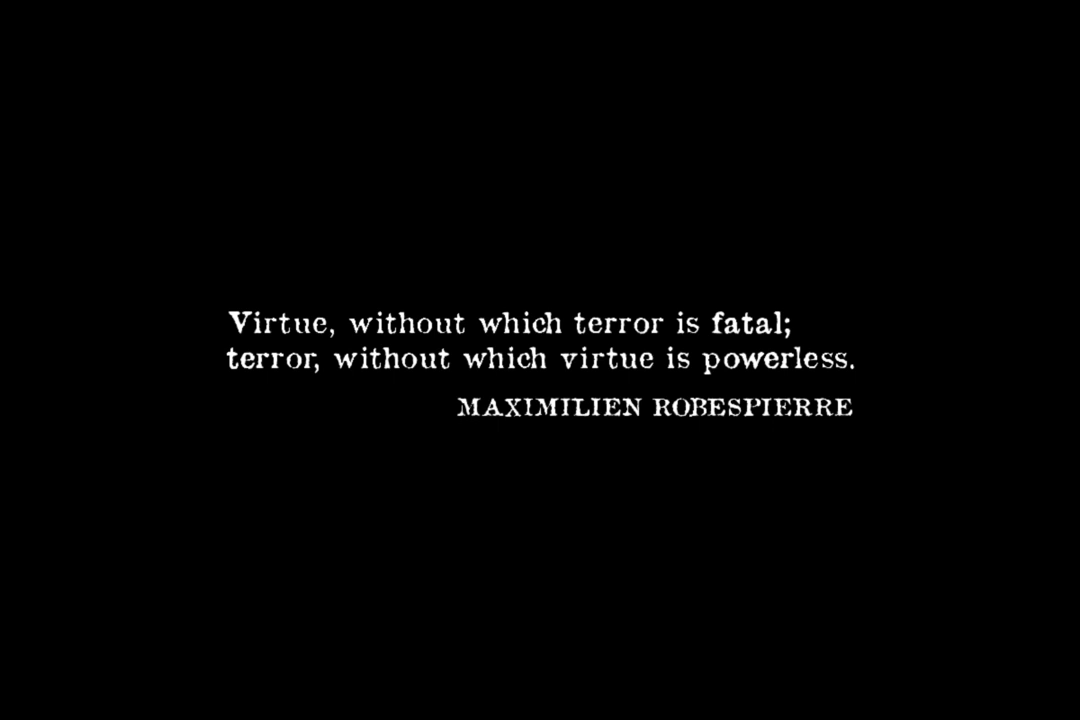 Virtue, without which terror is fatal;
terror, without which virtue is powerless.
MAXIMILIEN ROBESPIERRE